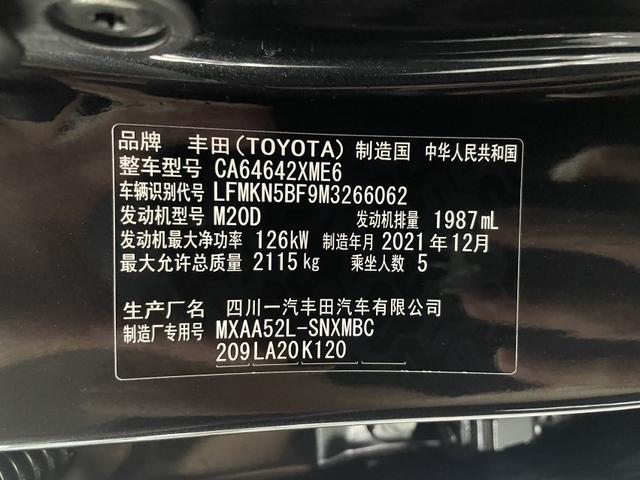 品牌 丰田(TOYOTA) 制造国 中华人民共和国
整车型号 CA64642XME6
车辆识别代号 LFMKN5BF9M3266062
发动机型号 M20D 发动机排量 1987mL
发动机最大净功率 126kW 制造年月 2021年12月
最大允许总质量 2115kg 乘坐人数 5
生产厂名 四川一汽丰田汽车有限公司
制造厂专用号 MXAA52L-SNXMBC
209LA20K120